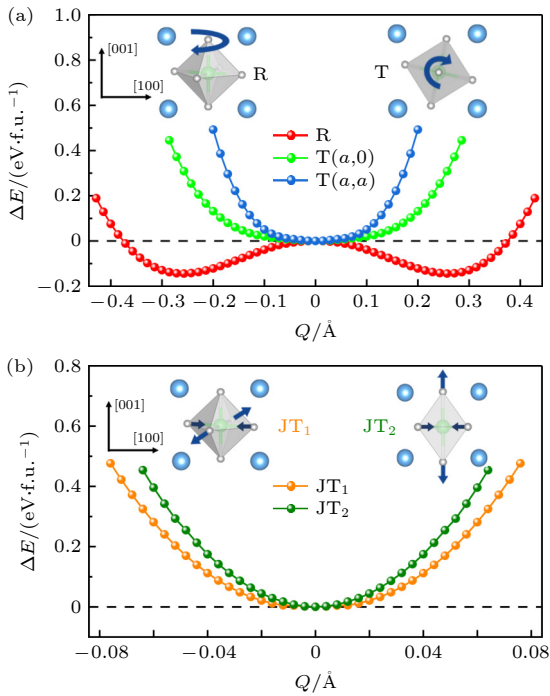 (a)
1.0
[001]
[100]
R
T
0.8
0.6
R
T(a,0)
T(a,a)
0.4
0.2
0
−0.2
ΔE/(eV·f.u.⁻¹)
−0.4 −0.3 −0.2 −0.1 0 0.1 0.2 0.3 0.4
Q/Å
(b)
0.8
[001]
[100]
JT₁
JT₂
0.6
JT₁
JT₂
0.4
0.2
0
ΔE/(eV·f.u.⁻¹)
−0.08 −0.04 0 0.04 0.08
Q/Å